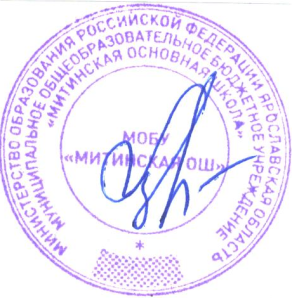 МИНИСТЕРСТВО ОБРАЗОВАНИЯ РОССИЙСКОЙ ФЕДЕРАЦИИ ЯРОСЛАВСКАЯ ОБЛАСТЬ
МУНИЦИПАЛЬНОЕ ОБЩЕОБРАЗОВАТЕЛЬНОЕ БЮДЖЕТНОЕ УЧРЕЖДЕНИЕ
«МИТИНСКАЯ ОСНОВНАЯ ШКОЛА»
МОБУ
«МИТИНСКАЯ ОШ»
*